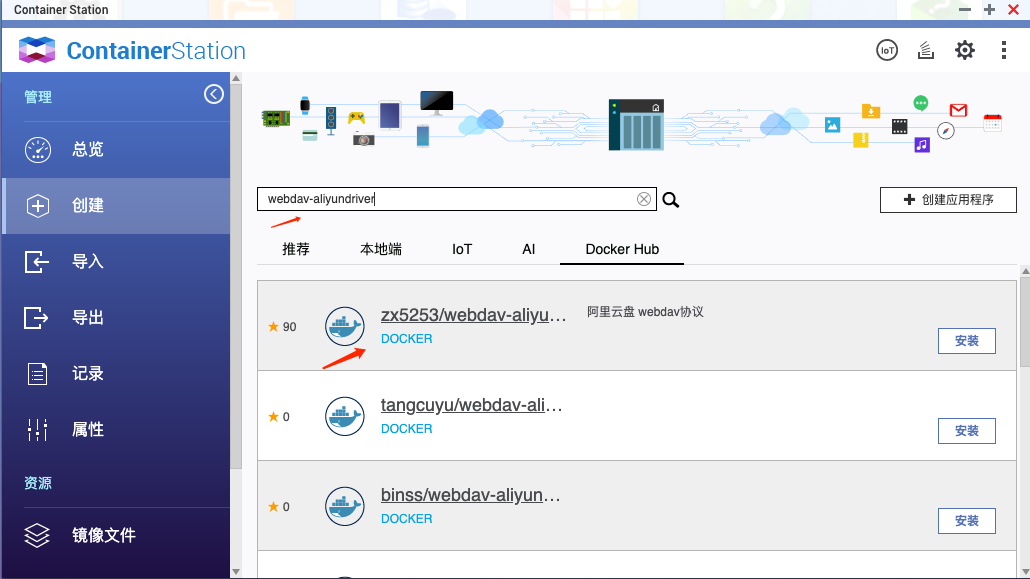 Container Station
ContainerStation
IoT
管理
总览
创建
导入
导出
记录
属性
资源
镜像文件
webdav-aliyundriver
创建应用程序
推荐
本地端
IoT
AI
Docker Hub
90
zx5253/webdav-aliyu...
DOCKER
阿里云盘 webdav协议
安装
0
tangcuyu/webdav-ali...
DOCKER
安装
0
binss/webdav-aliyun...
DOCKER
安装